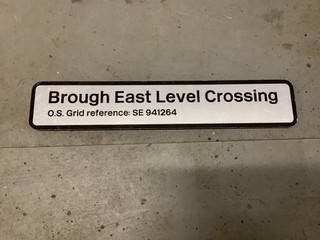 Brough East Level Crossing
O.S. Grid reference: SE 941264